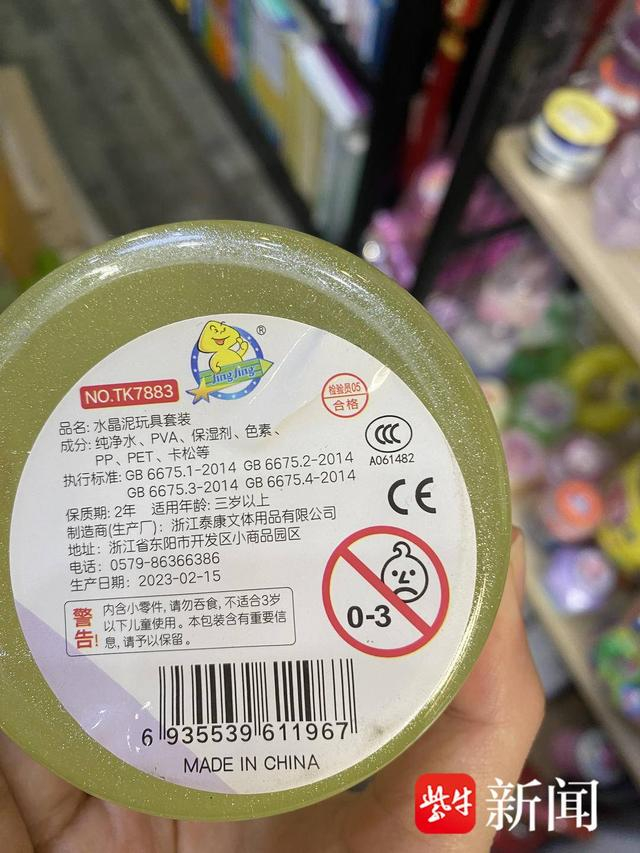 Jing Jing
®
NO.TK7883
检验员05
合格
品名: 水晶泥玩具套装
成分: 纯净水、PVA、保湿剂、色素、
PP、PET、卡松等
执行标准: GB 6675.1-2014 GB 6675.2-2014
GB 6675.3-2014 GB 6675.4-2014
保质期: 2年 适用年龄: 三岁以上
制造商(生产厂): 浙江泰康文体用品有限公司
地址: 浙江省东阳市开发区小商品园区
电话: 0579-86366386
生产日期: 2023-02-15
CCC
A061482
CE
0-3
警告!
内含小零件, 请勿吞食, 不适合3岁
以下儿童使用。本包装含有重要信
息, 请予以保留。
6 935539 611967
MADE IN CHINA
紫牛 新闻